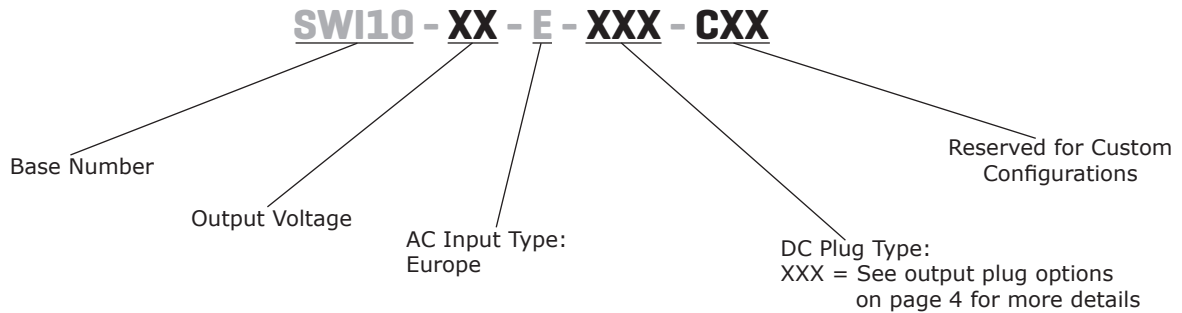 SWI10 - XX - E - XXX - CXX
Base Number
Output Voltage
AC Input Type:
Europe
DC Plug Type:
XXX = See output plug options
on page 4 for more details
Reserved for Custom
Configurations